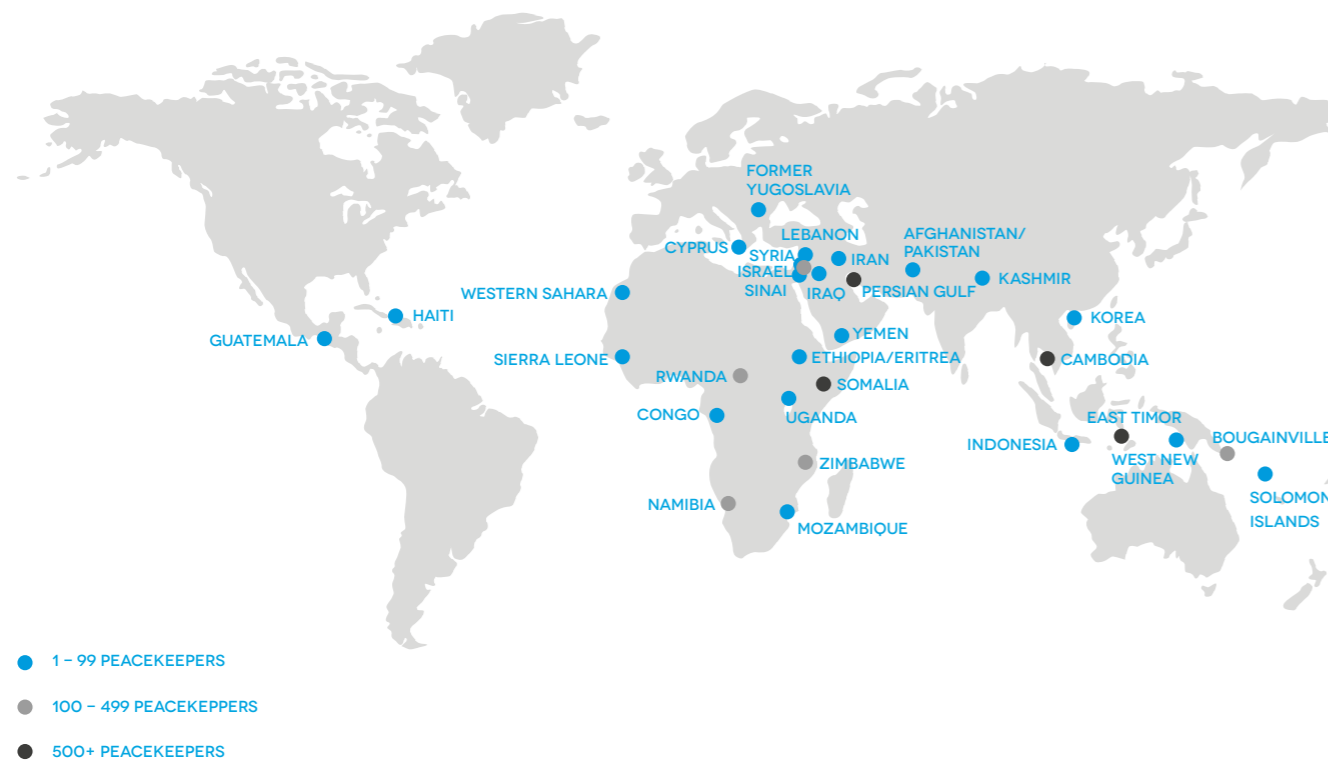 FORMER
YUGOSLAVIA
LEBANON
AFGHANISTAN/
PAKISTAN
CYPRUS
SYRIA
IRAN
ISRAEL
KASHMIR
SINAI
IRAQ
PERSIAN GULF
WESTERN SAHARA
HAITI
KOREA
GUATEMALA
YEMEN
SIERRA LEONE
ETHIOPIA/ERITREA
CAMBODIA
RWANDA
SOMALIA
CONGO
UGANDA
EAST TIMOR
INDONESIA
BOUGAINVILLE
WEST NEW
GUINEA
ZIMBABWE
SOLOMON
ISLANDS
NAMIBIA
MOZAMBIQUE
1 – 99 PEACEKEEPERS
100 – 499 PEACEKEPPERS
500+ PEACEKEEPERS